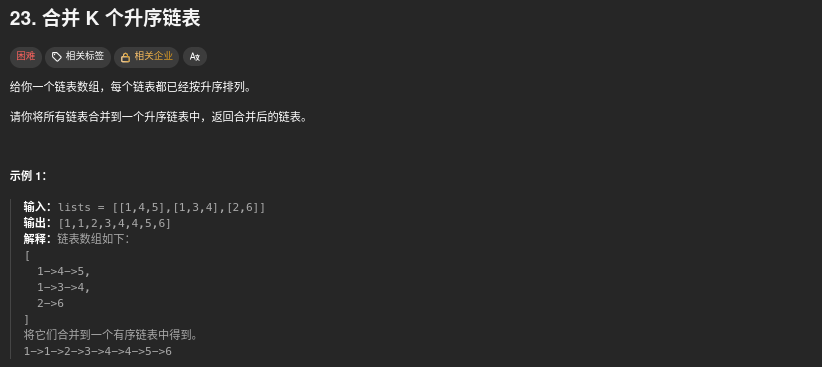 23. 合并 K 个升序链表
困难 相关标签 相关企业 A
给你一个链表数组，每个链表都已经按升序排列。
请你将所有链表合并到一个升序链表中，返回合并后的链表。
示例 1：
输入：lists = [[1,4,5],[1,3,4],[2,6]]
输出：[1,1,2,3,4,4,5,6]
解释：链表数组如下：
[
1->4->5,
1->3->4,
2->6
]
将它们合并到一个有序链表中得到。
1->1->2->3->4->4->5->6